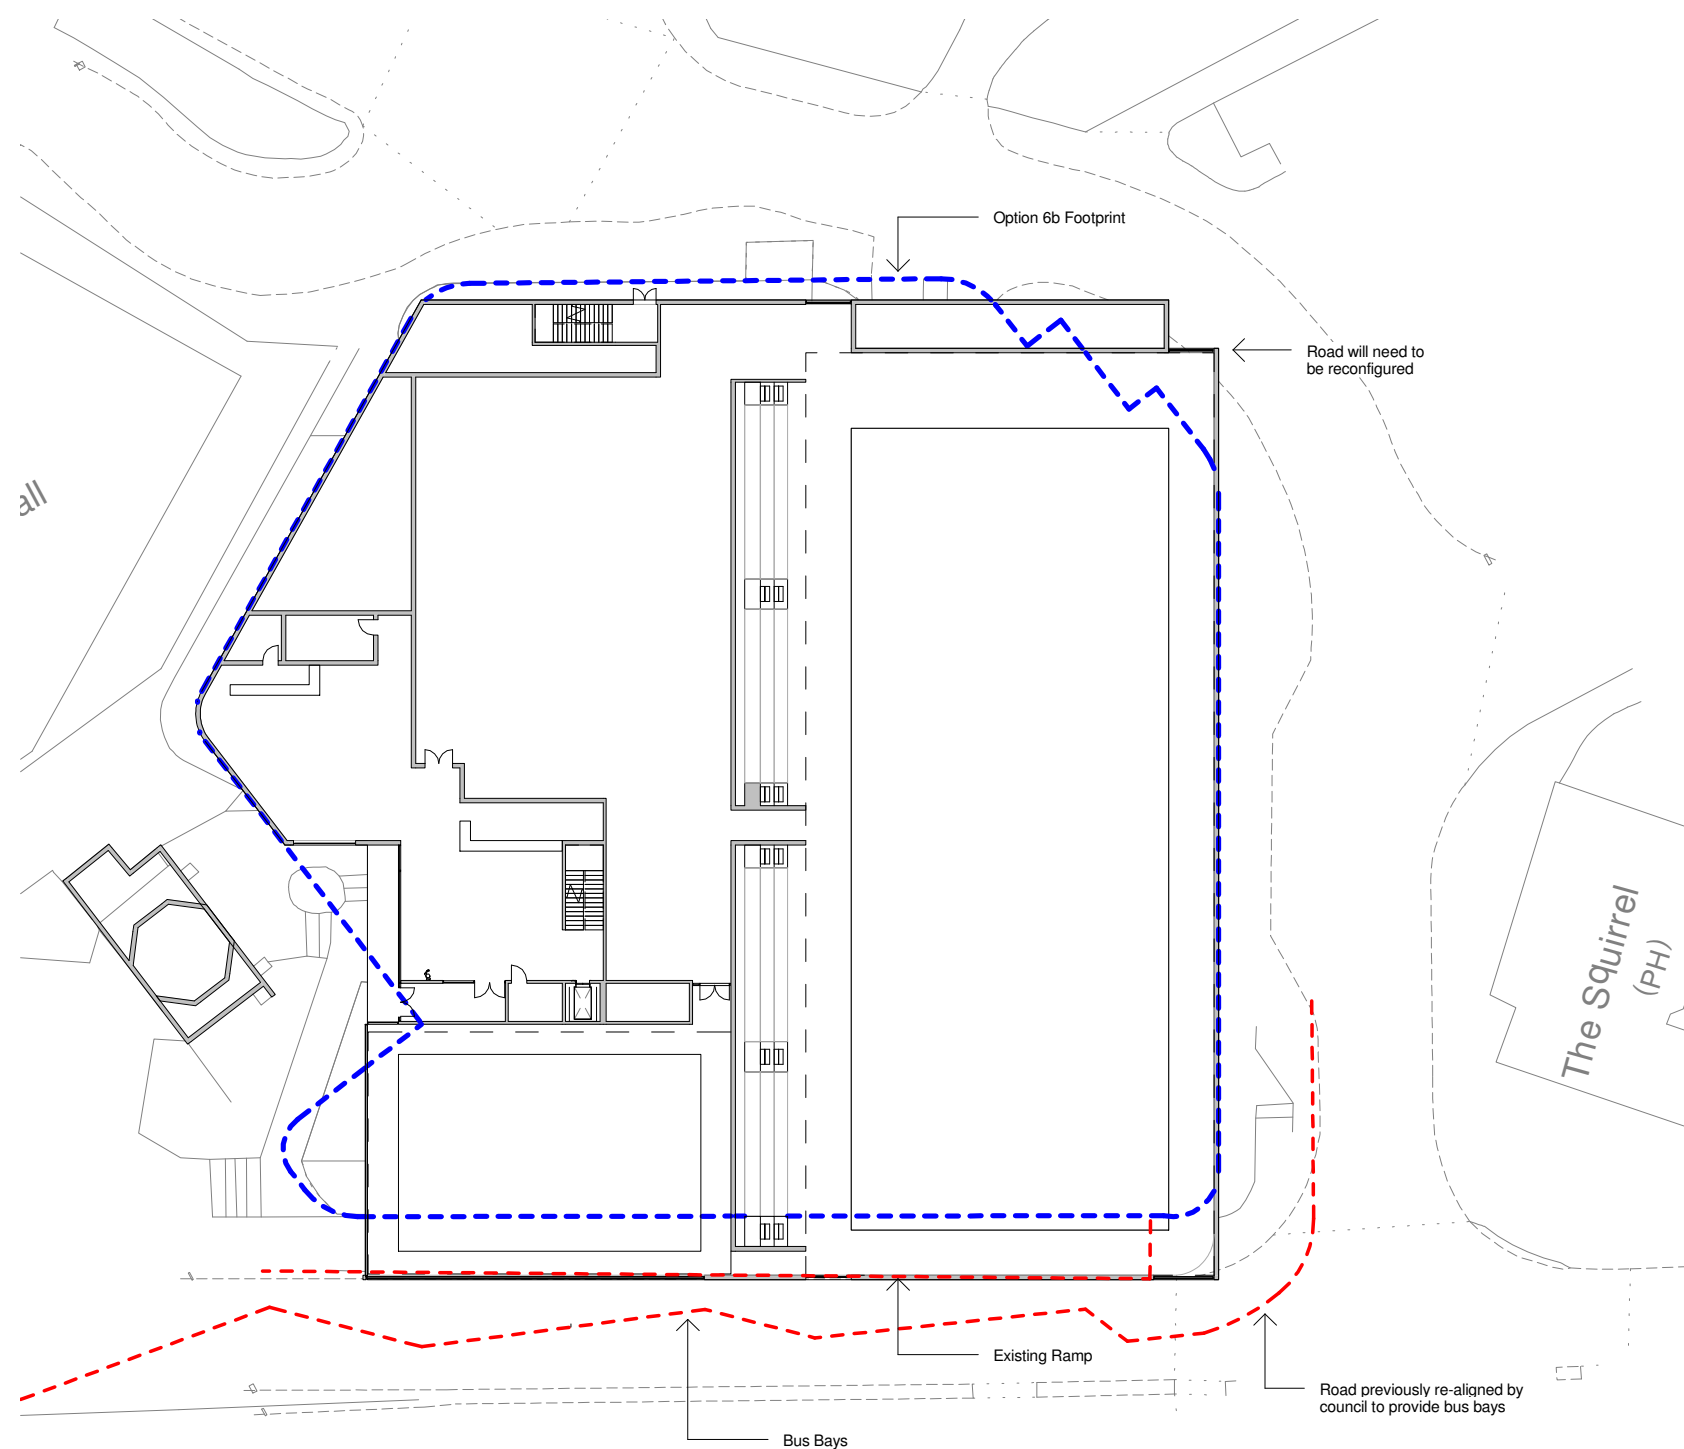 Option 6b Footprint
Road will need to
be reconfigured
all
The Squirrel
(PH)
Existing Ramp
Road previously re-aligned by
council to provide bus bays
Bus Bays